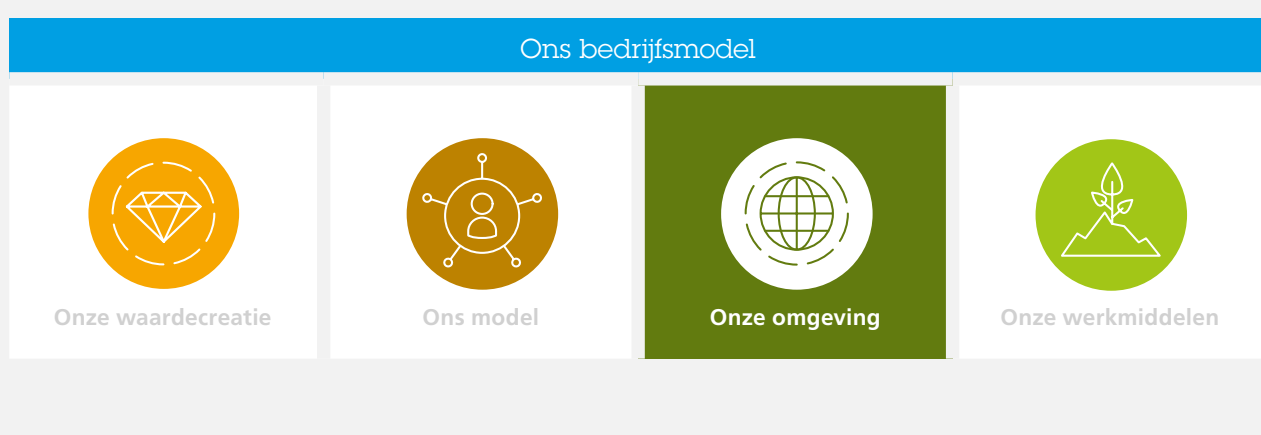 Ons bedrijfsmodel
Onze waardecreatie
Ons model
Onze omgeving
Onze werkmiddelen